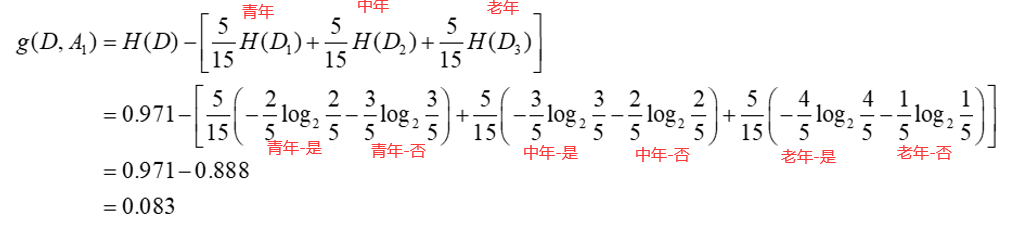 青年 中年 老年
g(D, A₁) = H(D) − [ 5/15 H(D₁) + 5/15 H(D₂) + 5/15 H(D₃) ]
= 0.971 − [ 5/15 ( − 2/5 log₂ 2/5 − 3/5 log₂ 3/5 ) + 5/15 ( − 3/5 log₂ 3/5 − 2/5 log₂ 2/5 ) + 5/15 ( − 4/5 log₂ 4/5 − 1/5 log₂ 1/5 ) ]
青年-是 青年-否 中年-是 中年-否 老年-是 老年-否
= 0.971 − 0.888
= 0.083